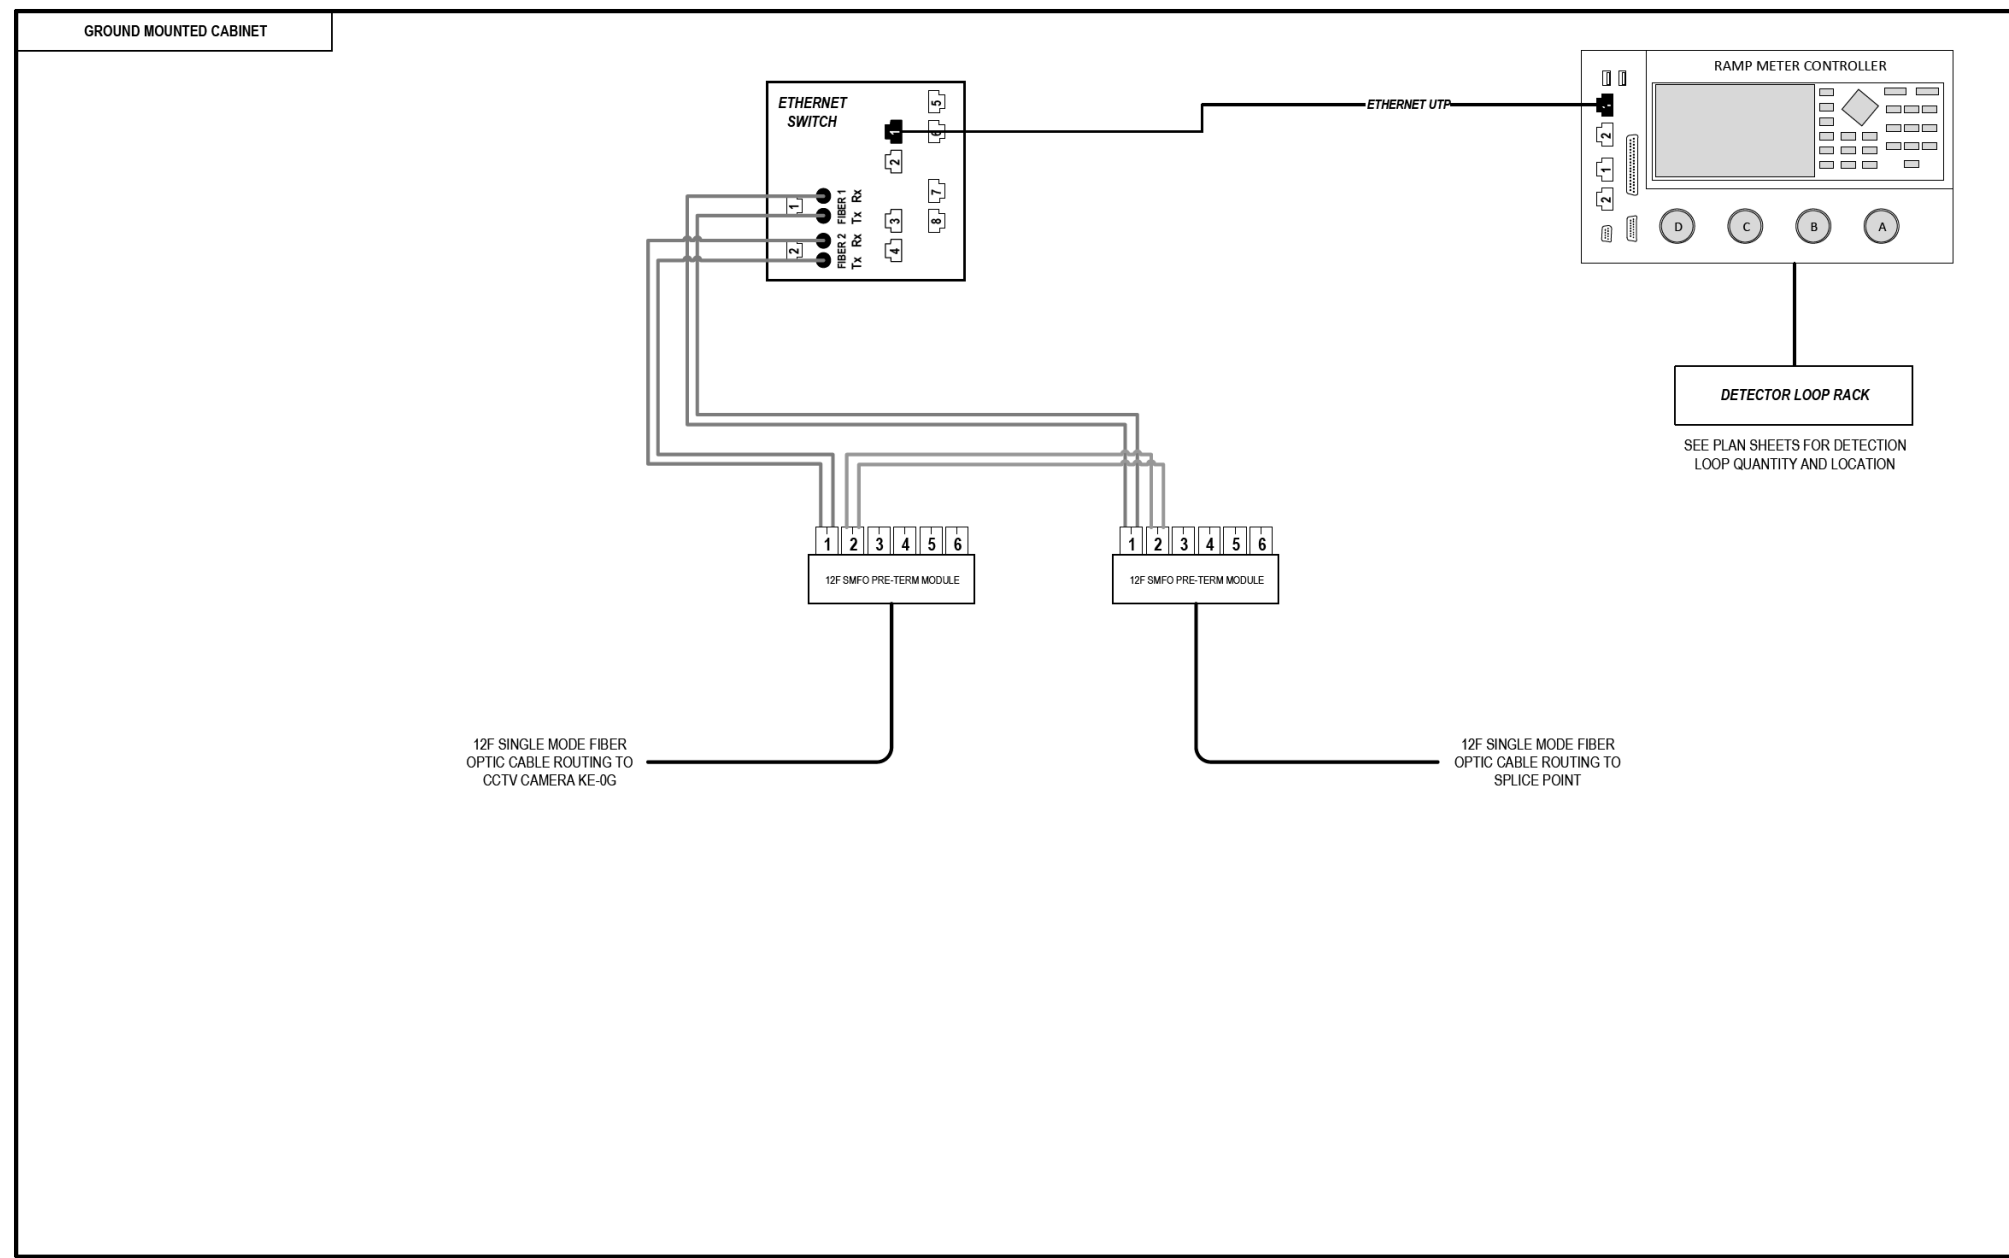 GROUND MOUNTED CABINET
ETHERNET
SWITCH
5
1
6
2
7
3
8
4
1
FIBER 1
Rx
Tx
2
FIBER 2
Rx
Tx
ETHERNET UTP
RAMP METER CONTROLLER
1
2
1
2
D
C
B
A
DETECTOR LOOP RACK
SEE PLAN SHEETS FOR DETECTION
LOOP QUANTITY AND LOCATION
1 2 3 4 5 6
12F SMFO PRE-TERM MODULE
1 2 3 4 5 6
12F SMFO PRE-TERM MODULE
12F SINGLE MODE FIBER
OPTIC CABLE ROUTING TO
CCTV CAMERA KE-0G
12F SINGLE MODE FIBER
OPTIC CABLE ROUTING TO
SPLICE POINT